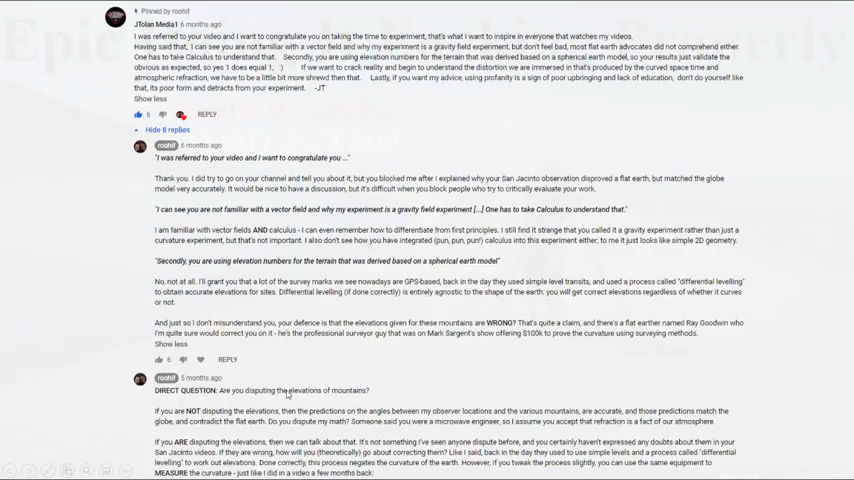 Pinned by roohif
JTolan Media1 6 months ago
I was referred to your video and I want to congratulate you on taking the time to experiment, that's what I want to inspire in everyone that watches my videos.
Having said that, I can see you are not familiar with a vector field and why my experiment is a gravity field experiment, but don't feel bad, most flat earth advocates did not comprehend either.
One has to take Calculus to understand that. Secondly, you are using elevation numbers for the terrain that was derived based on a spherical earth model, so your results just validate the
obvious as expected, so yes 1 does equal 1, :) If we want to crack reality and begin to understand the distortion we are immersed in that's produced by the curved space time and
atmospheric refraction, we have to be a little bit more shrewd then that. Lastly, if you want my advice, using profanity is a sign of poor upbringing and lack of education, don't do yourself like
that, its poor form and detracts from your experiment. -JT
Show less
6 REPLY
Hide 8 replies
roohif 6 months ago
"I was referred to your video and I want to congratulate you ..."
Thank you. I did try to go on your channel and tell you about it, but you blocked me after I explained why your San Jacinto observation disproved a flat earth, but matched the globe
model very accurately. It would be nice to have a discussion, but it's difficult when you block people who try to critically evaluate your work.
"I can see you are not familiar with a vector field and why my experiment is a gravity field experiment [...] One has to take Calculus to understand that."
I am familiar with vector fields AND calculus - I can even remember how to differentiate from first principles. I still find it strange that you called it a gravity experiment rather than just a
curvature experiment, but that's not important. I also don't see how you have integrated (pun, pun, pun!) calculus into this experiment either; to me it just looks like simple 2D geometry.
"Secondly, you are using elevation numbers for the terrain that was derived based on a spherical earth model"
No, not at all. I'll grant you that a lot of the survey marks we see nowadays are GPS-based, back in the day they used simple level transits, and used a process called "differential levelling"
to obtain accurate elevations for sites. Differential levelling (if done correctly) is entirely agnostic to the shape of the earth: you will get correct elevations regardless of whether it curves
or not.
And just so I don't misunderstand you, your defence is that the elevations given for these mountains are WRONG? That's quite a claim, and there's a flat earther named Ray Goodwin who
I'm quite sure would correct you on it - he's the professional surveyor guy that was on Mark Sargent's show offering $100k to prove the curvature using surveying methods.
Show less
6 REPLY
roohif 5 months ago
DIRECT QUESTION: Are you disputing the elevations of mountains?
If you are NOT disputing the elevations, then the predictions on the angles between my observer locations and the various mountains, are accurate, and those predictions match the
globe, and contradict the flat earth. Do you dispute my math? Someone said you were a microwave engineer, so I assume you accept that refraction is a fact of our atmosphere.
If you ARE disputing the elevations, then we can talk about that. It's not something I've seen anyone dispute before, and you certainly haven't expressed any doubts about them in your
San Jacinto videos. If they are wrong, how will you (theoretically) go about correcting them? Like I said, back in the day they used to use simple levels and a process called "differential
levelling" to work out elevations. Done correctly, this process negates the curvature of the earth. However, if you tweak the process slightly, you can use the same equipment to
MEASURE the curvature - just like I did in a video a few months back: